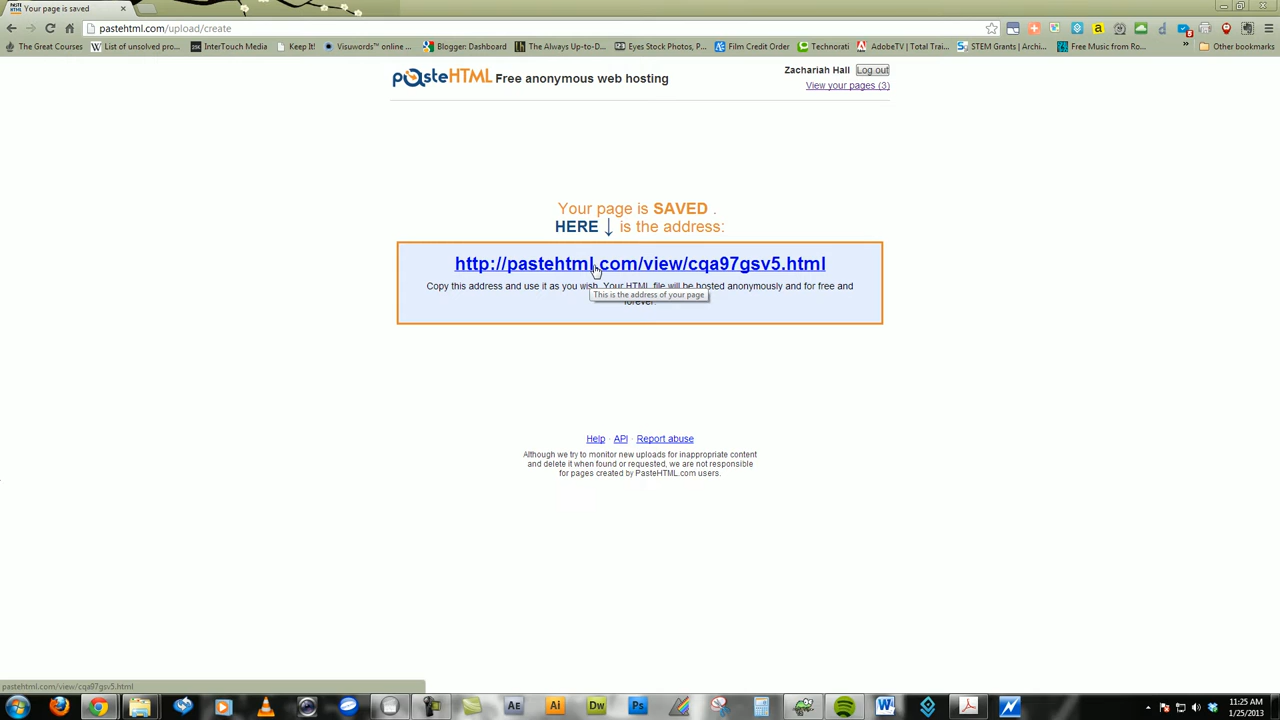 Your page is saved
pastehtml.com/upload/create
The Great Courses
List of unsolved pro...
InterTouch Media
Keep It!
Visuwords™ online ...
Blogger: Dashboard
The Always Up-to-D...
Eyes Stock Photos, P...
Film Credit Order
Technorati
AdobeTV | Total Trai...
STEM Grants | Archi...
Free Music from Ro...
Other bookmarks
PasteHTML Free anonymous web hosting
Zachariah Hall Log out
View your pages (3)
Your page is SAVED .
HERE ↓ is the address:
http://pastehtml.com/view/cqa97gsv5.html
Copy this address and use it as you wish. Your HTML file will be hosted anonymously and for free and
forever.
This is the address of your page
Help · API · Report abuse
Although we try to monitor new uploads for inappropriate content
and delete it when found or requested, we are not responsible
for pages created by PasteHTML.com users.
pastehtml.com/view/cqa97gsv5.html
AE
Ai
Dw
Ps
11:25 AM
1/25/2013